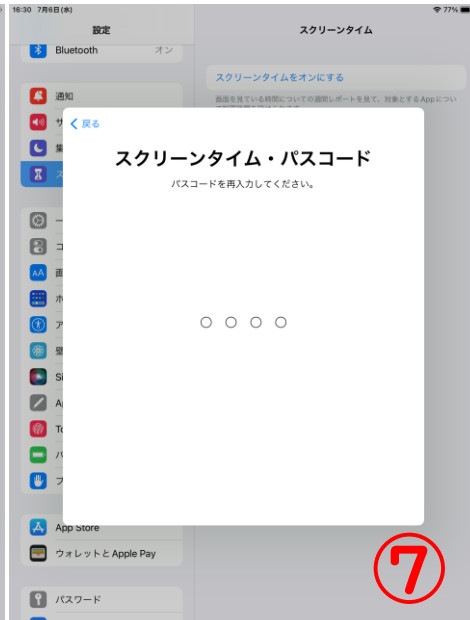 16:30 7月6日(水)
77%
設定
スクリーンタイム
Bluetooth
オン
スクリーンタイムをオンにする
画面を見ている時間についての週間レポートを見て、対象とするAppについ
通知
戻る
スクリーンタイム・パスコード
パスコードを再入力してください。
App Store
ウォレットと Apple Pay
パスワード
⑦